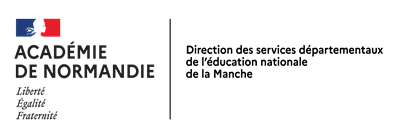 ACADÉMIE
DE NORMANDIE
Liberté
Égalité
Fraternité
Direction des services départementaux
de l'éducation nationale
de la Manche